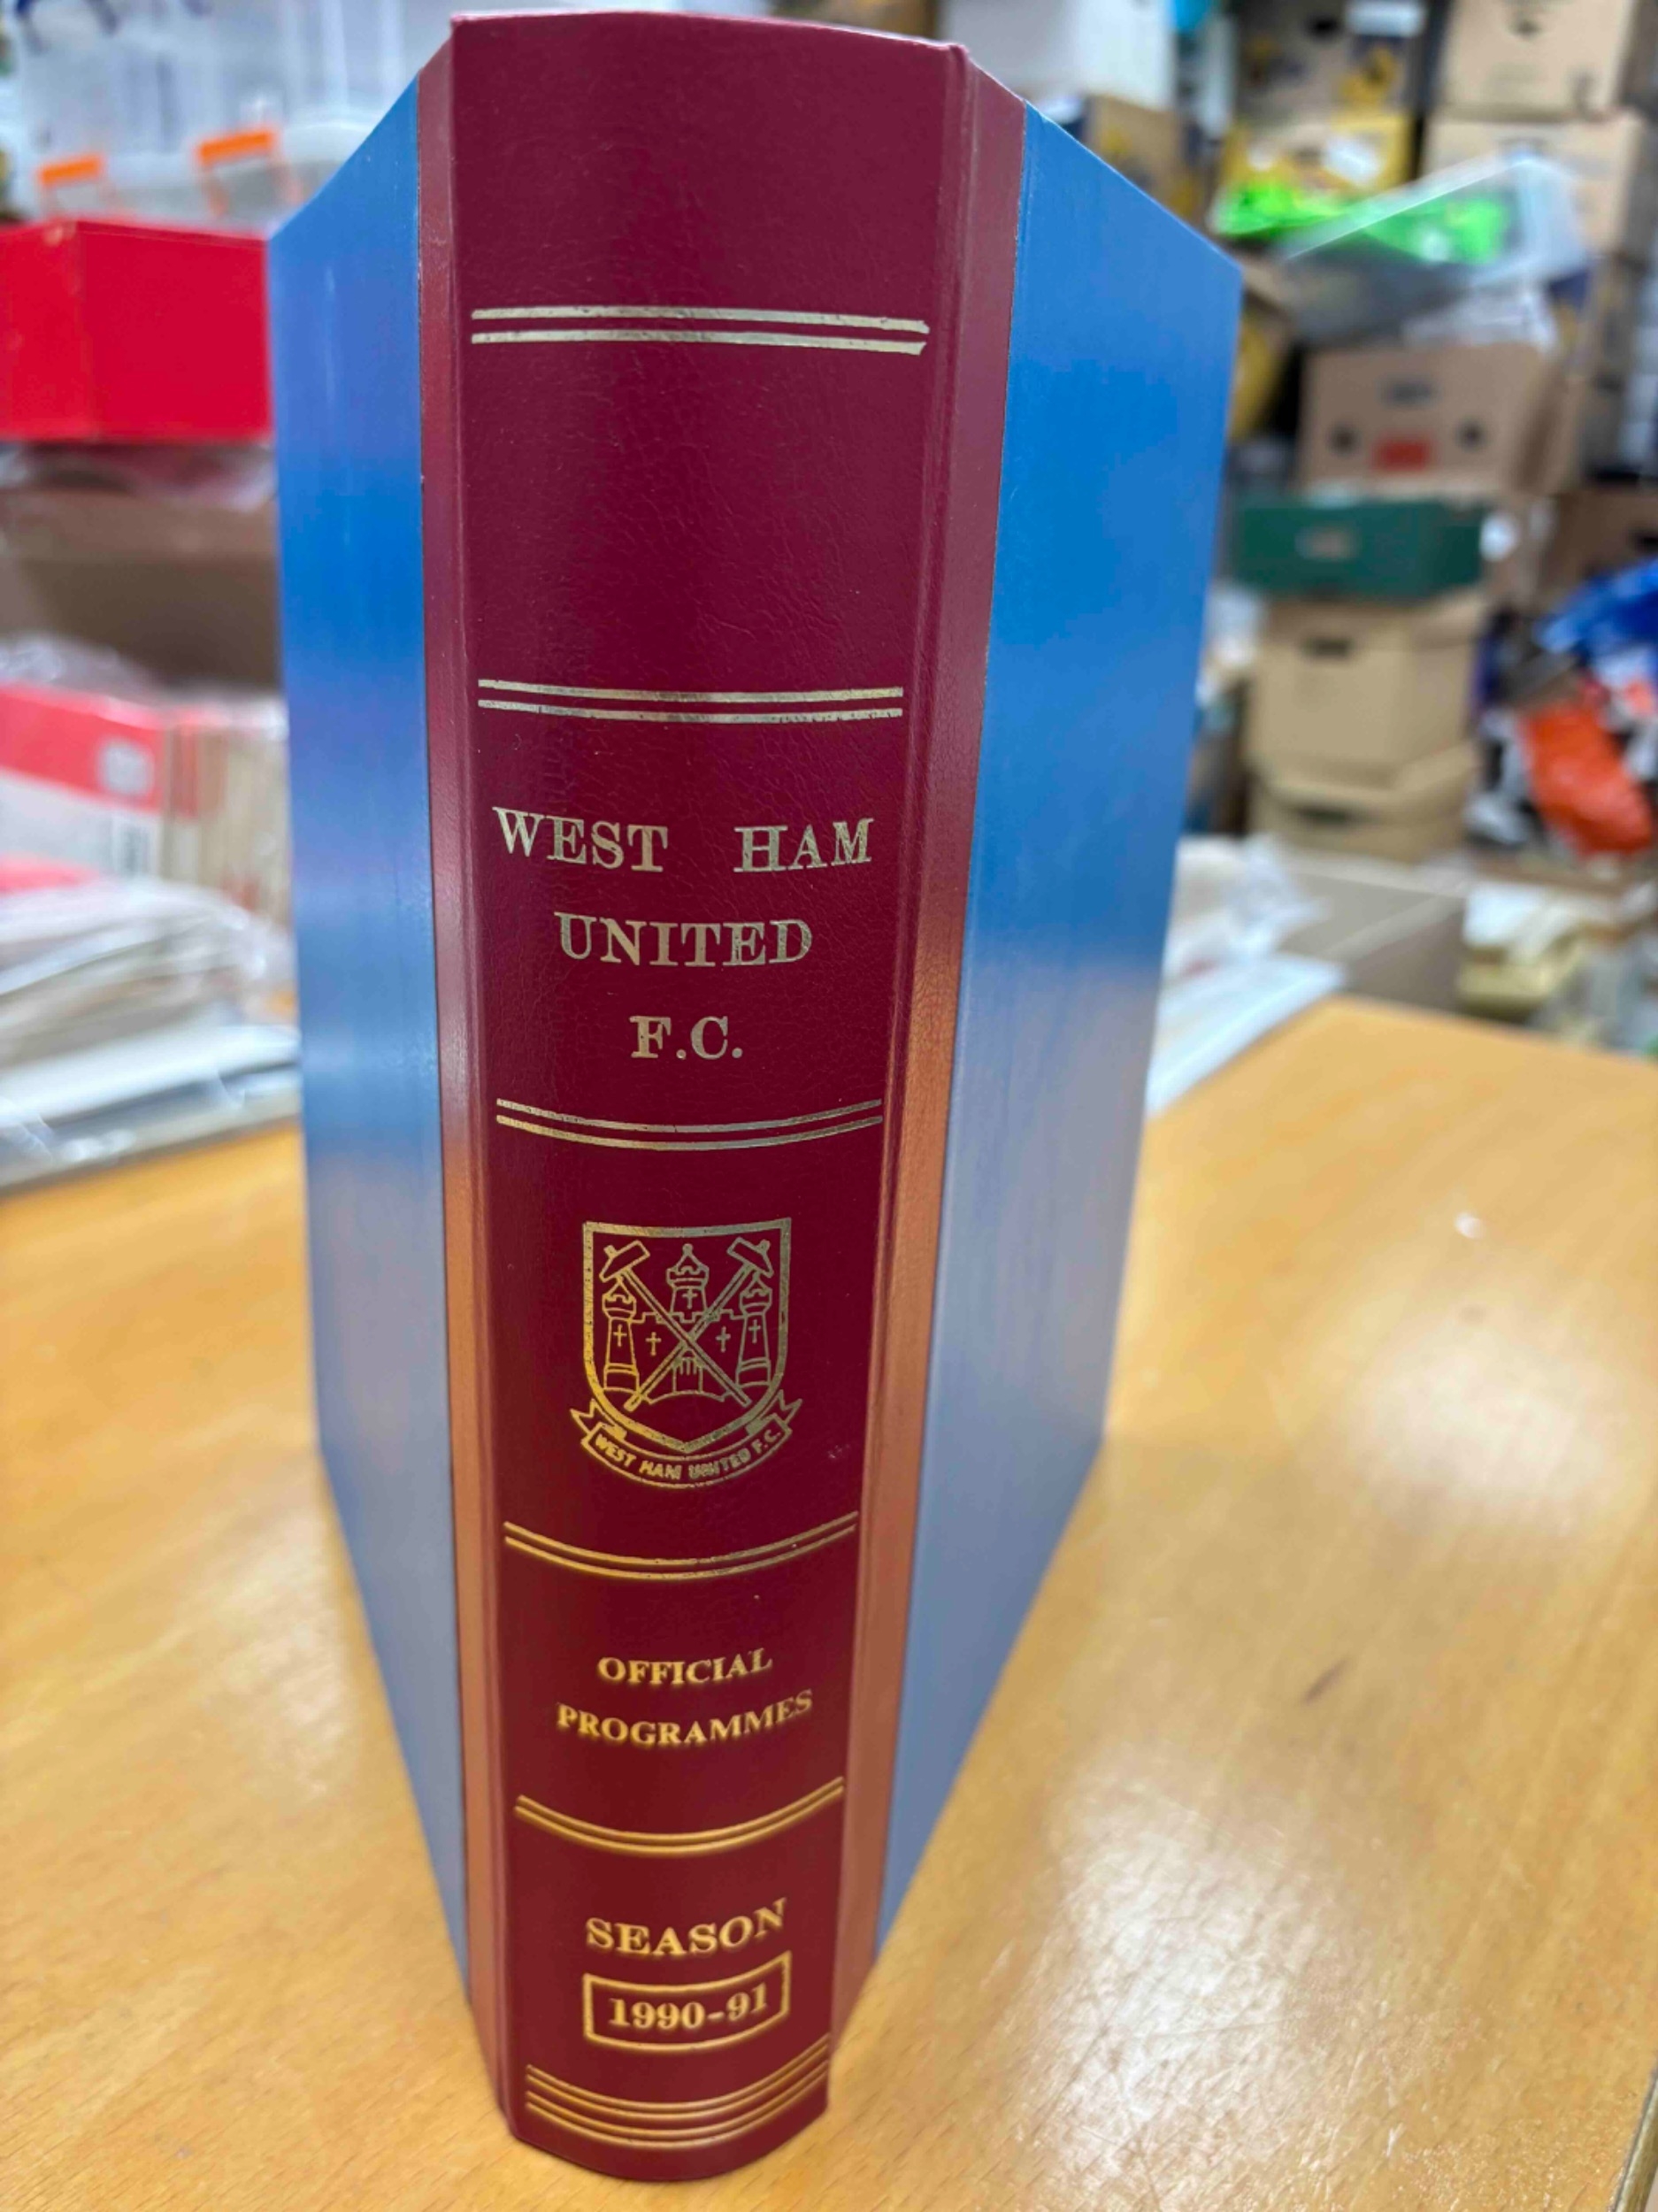 WEST HAM
UNITED
F.C.
WEST HAM UNITED F.C.
OFFICIAL
PROGRAMMES
SEASON
1990-91